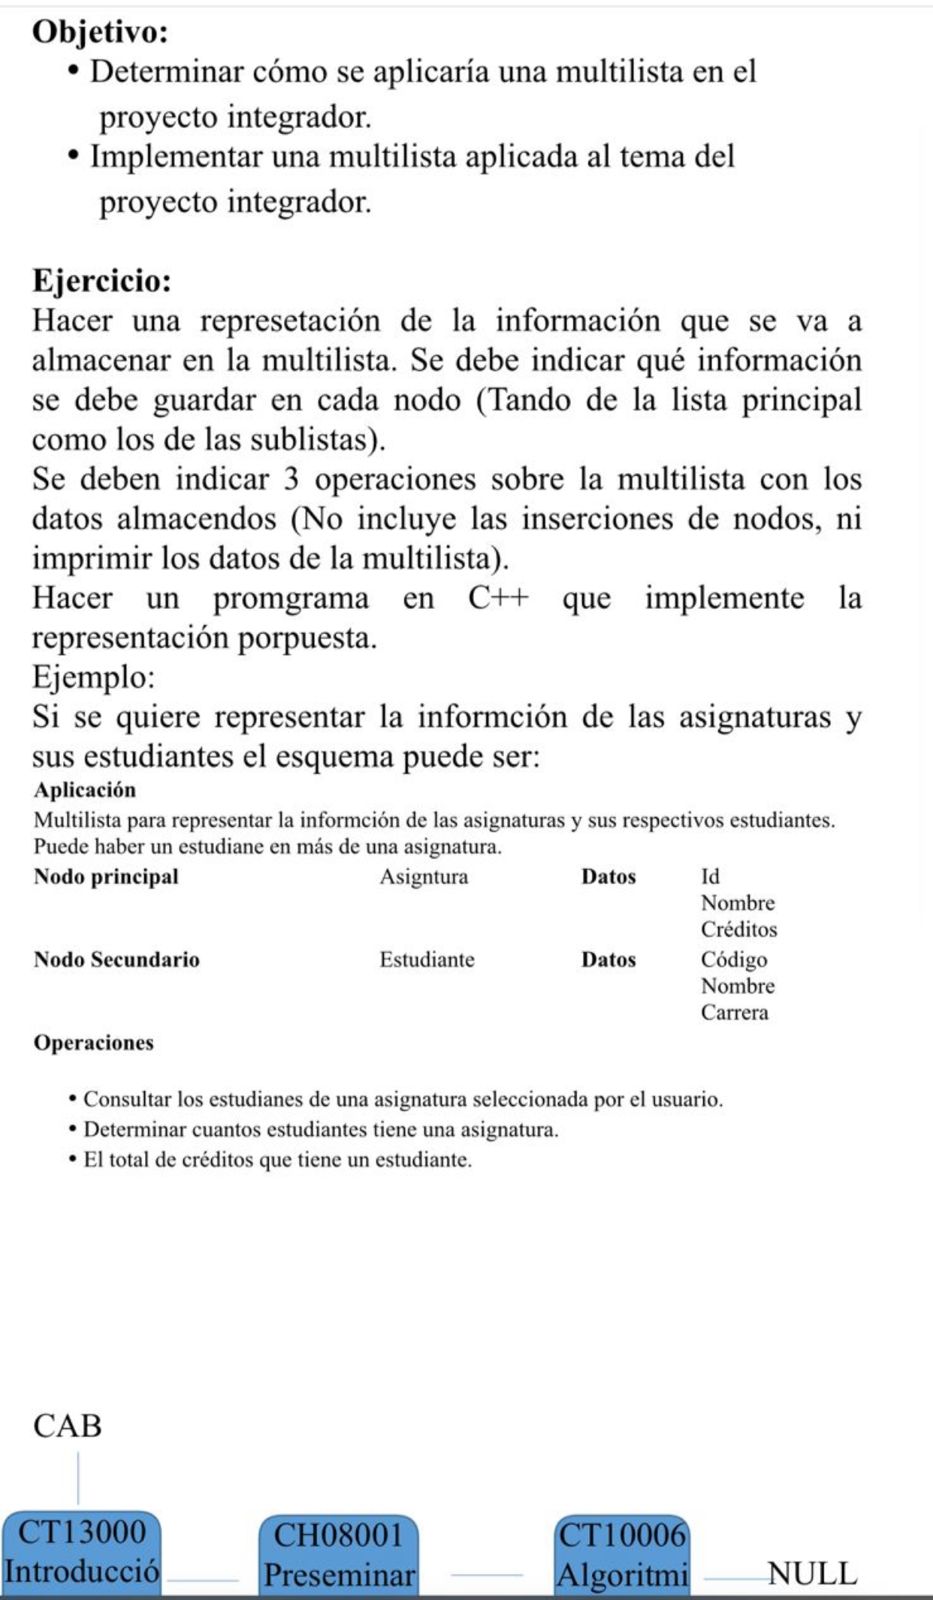 Objetivo:
• Determinar cómo se aplicaría una multilista en el
proyecto integrador.
• Implementar una multilista aplicada al tema del
proyecto integrador.
Ejercicio:
Hacer una represetación de la información que se va a
almacenar en la multilista. Se debe indicar qué información
se debe guardar en cada nodo (Tando de la lista principal
como los de las sublistas).
Se deben indicar 3 operaciones sobre la multilista con los
datos almacendos (No incluye las inserciones de nodos, ni
imprimir los datos de la multilista).
Hacer un promgrama en C++ que implemente la
representación porpuesta.
Ejemplo:
Si se quiere representar la informción de las asignaturas y
sus estudiantes el esquema puede ser:
Aplicación
Multilista para representar la informción de las asignaturas y sus respectivos estudiantes.
Puede haber un estudiane en más de una asignatura.
Nodo principal Asigntura Datos Id
Nombre
Créditos
Nodo Secundario Estudiante Datos Código
Nombre
Carrera
Operaciones
• Consultar los estudianes de una asignatura seleccionada por el usuario.
• Determinar cuantos estudiantes tiene una asignatura.
• El total de créditos que tiene un estudiante.
CAB
CT13000 CH08001 CT10006
Introducció Preseminar Algoritmi NULL